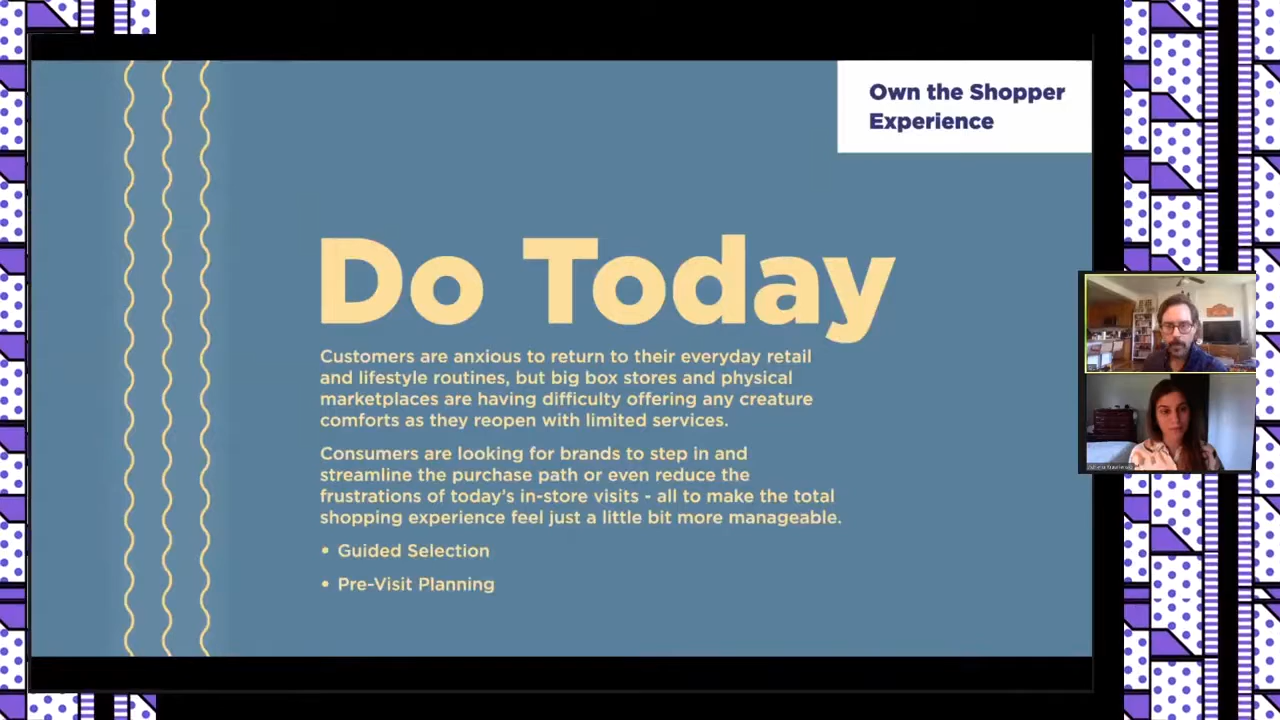 Own the Shopper
Experience
Do Today
Customers are anxious to return to their everyday retail
and lifestyle routines, but big box stores and physical
marketplaces are having difficulty offering any creature
comforts as they reopen with limited services.
Consumers are looking for brands to step in and
streamline the purchase path or even reduce the
frustrations of today's in-store visits - all to make the total
shopping experience feel just a little bit more manageable.
• Guided Selection
• Pre-Visit Planning